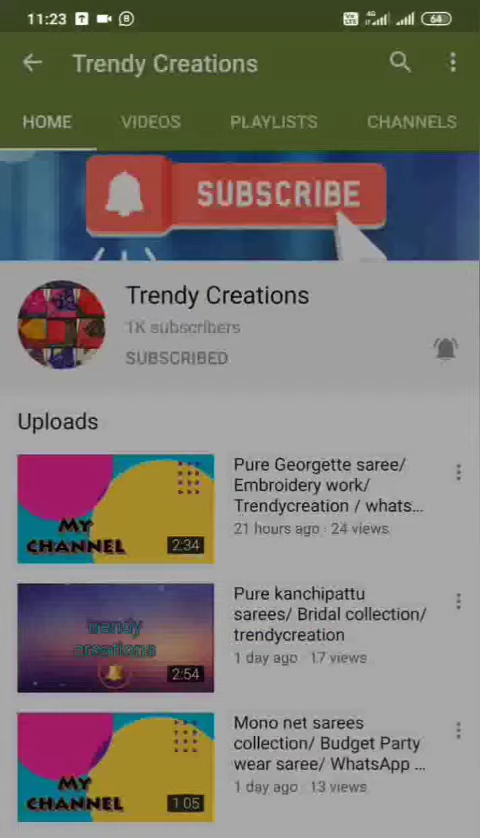 11:23
64
Trendy Creations
HOME VIDEOS PLAYLISTS CHANNELS
SUBSCRIBE
Trendy Creations
1K subscribers
SUBSCRIBED
Uploads
Pure Georgette saree/
Embroidery work/
Trendycreation / whats...
21 hours ago · 24 views
MY
CHANNEL
2:34
Pure kanchipattu
sarees/ Bridal collection/
trendycreation
1 day ago · 17 views
trendy
creations
2:54
Mono net sarees
collection/ Budget Party
wear saree/ WhatsApp ...
1 day ago · 13 views
MY
CHANNEL
1:05